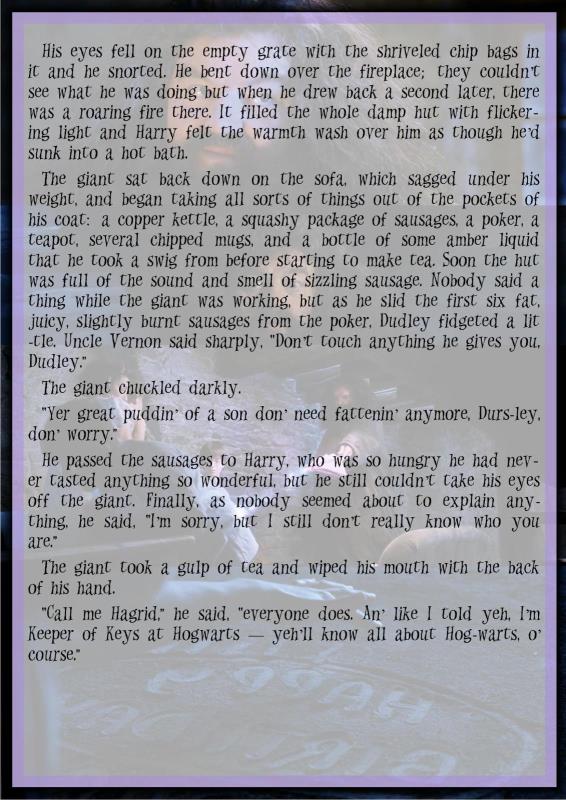 His eyes fell on the empty grate with the shriveled chip bags in
it and he snorted. He bent down over the fireplace; they couldn't
see what he was doing but when he drew back a second later, there
was a roaring fire there. It filled the whole damp hut with flicker-
ing light and Harry felt the warmth wash over him as though he'd
sunk into a hot bath.
The giant sat back down on the sofa, which sagged under his
weight, and began taking all sorts of things out of the pockets of
his coat: a copper kettle, a squashy package of sausages, a poker, a
teapot, several chipped mugs, and a bottle of some amber liquid
that he took a swig from before starting to make tea. Soon the hut
was full of the sound and smell of sizzling sausage. Nobody said a
thing while the giant was working, but as he slid the first six fat,
juicy, slightly burnt sausages from the poker, Dudley fidgeted a lit
-tle. Uncle Vernon said sharply, "Don't touch anything he gives you,
Dudley."
The giant chuckled darkly.
"Yer great puddin' of a son don' need fattenin' anymore, Durs-ley,
don' worry."
He passed the sausages to Harry, who was so hungry he had nev-
er tasted anything so wonderful, but he still couldn't take his eyes
off the giant. Finally, as nobody seemed about to explain any-
thing, he said, "I'm sorry, but I still don't really know who you
are."
The giant took a gulp of tea and wiped his mouth with the back
of his hand.
"Call me Hagrid," he said, "everyone does. An' like I told yeh, I'm
Keeper of Keys at Hogwarts — yeh'll know all about Hog-warts, o'
course."
HARRY
BIRTHDAY